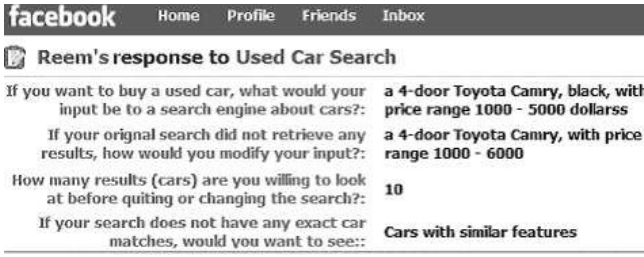 facebook Home Profile Friends Inbox
Reem's response to Used Car Search
If you want to buy a used car, what would your a 4-door Toyota Camry, black, with
input be to a search engine about cars?: price range 1000 - 5000 dollarss
If your orignal search did not retrieve any a 4-door Toyota Camry, with price
results, how would you modify your input?: range 1000 - 6000
How many results (cars) are you willing to look
at before quiting or changing the search?: 10
If your search does not have any exact car
matches, would you want to see:: Cars with similar features